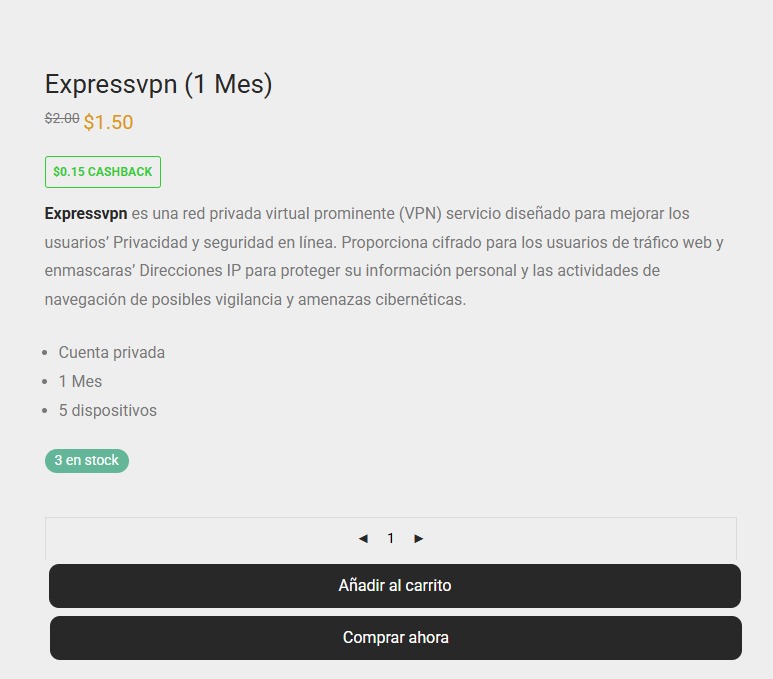 Expressvpn (1 Mes)
$2.00 $1.50
$0.15 CASHBACK
Expressvpn es una red privada virtual prominente (VPN) servicio diseñado para mejorar los
usuarios’ Privacidad y seguridad en línea. Proporciona cifrado para los usuarios de tráfico web y
enmascaras’ Direcciones IP para proteger su información personal y las actividades de
navegación de posibles vigilancia y amenazas cibernéticas.
• Cuenta privada
• 1 Mes
• 5 dispositivos
3 en stock
◄ 1 ►
Añadir al carrito
Comprar ahora